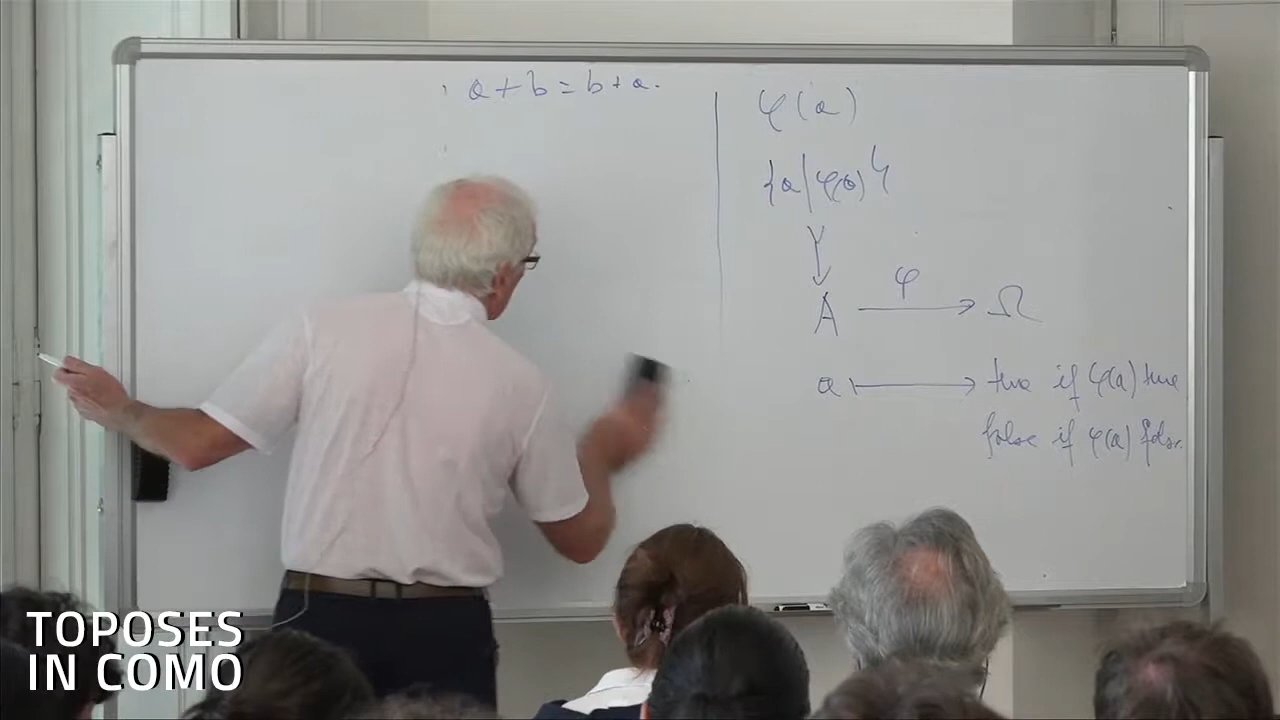 a + b = b + a.
φ(a)
{a | φ(a)}
φ
A → Ω
a ↦ true if φ(a) true
false if φ(a) false
TOPOSES
IN COMO